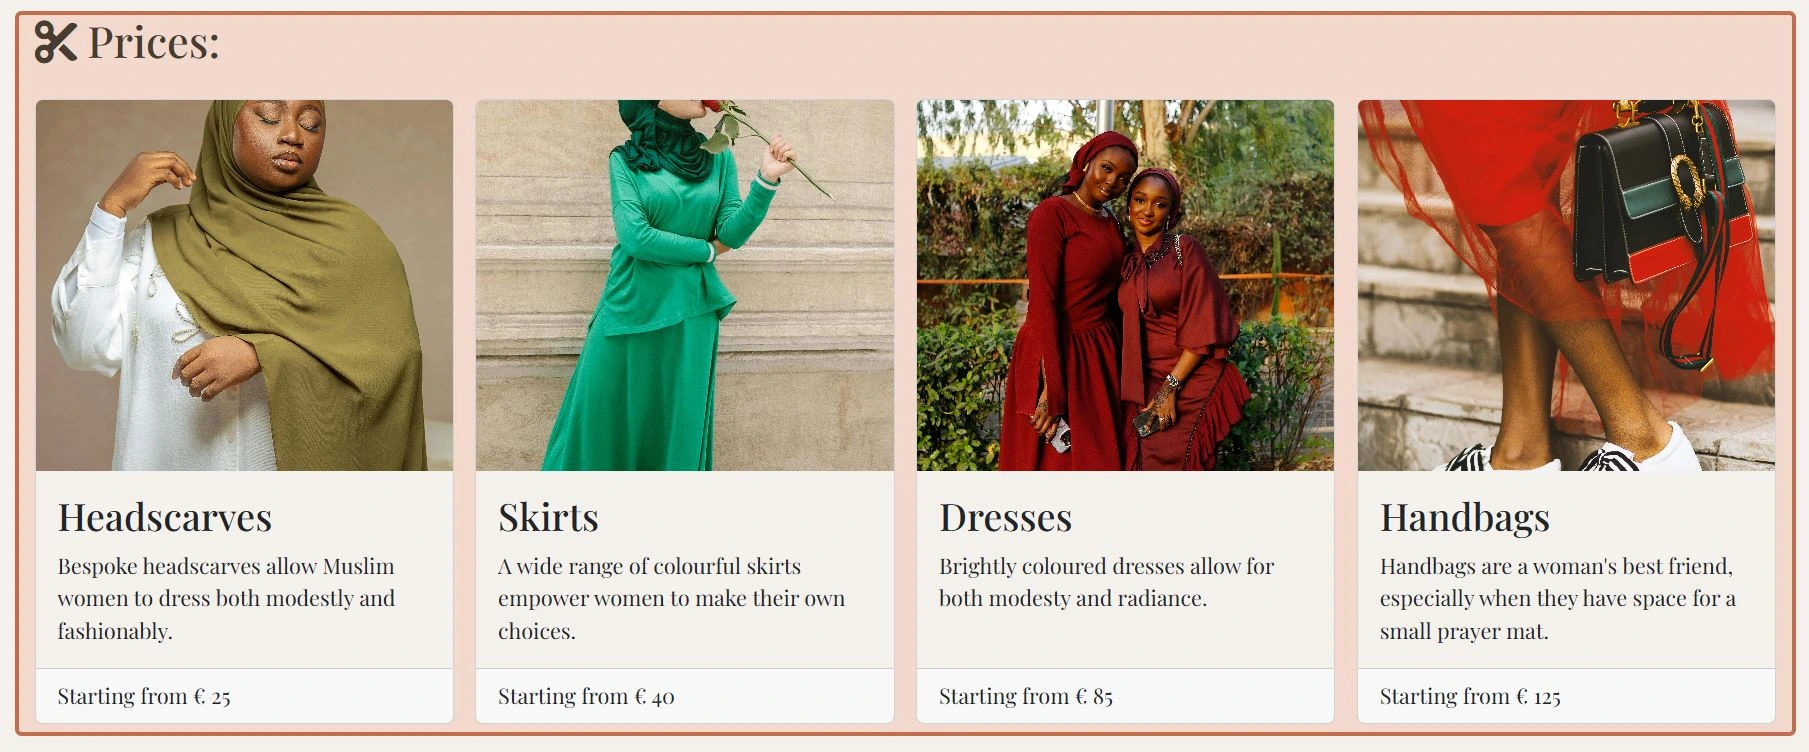 Prices:
Headscarves
Bespoke headscarves allow Muslim
women to dress both modestly and
fashionably.
Starting from € 25
Skirts
A wide range of colourful skirts
empower women to make their own
choices.
Starting from € 40
Dresses
Brightly coloured dresses allow for
both modesty and radiance.
Starting from € 85
Handbags
Handbags are a woman's best friend,
especially when they have space for a
small prayer mat.
Starting from € 125